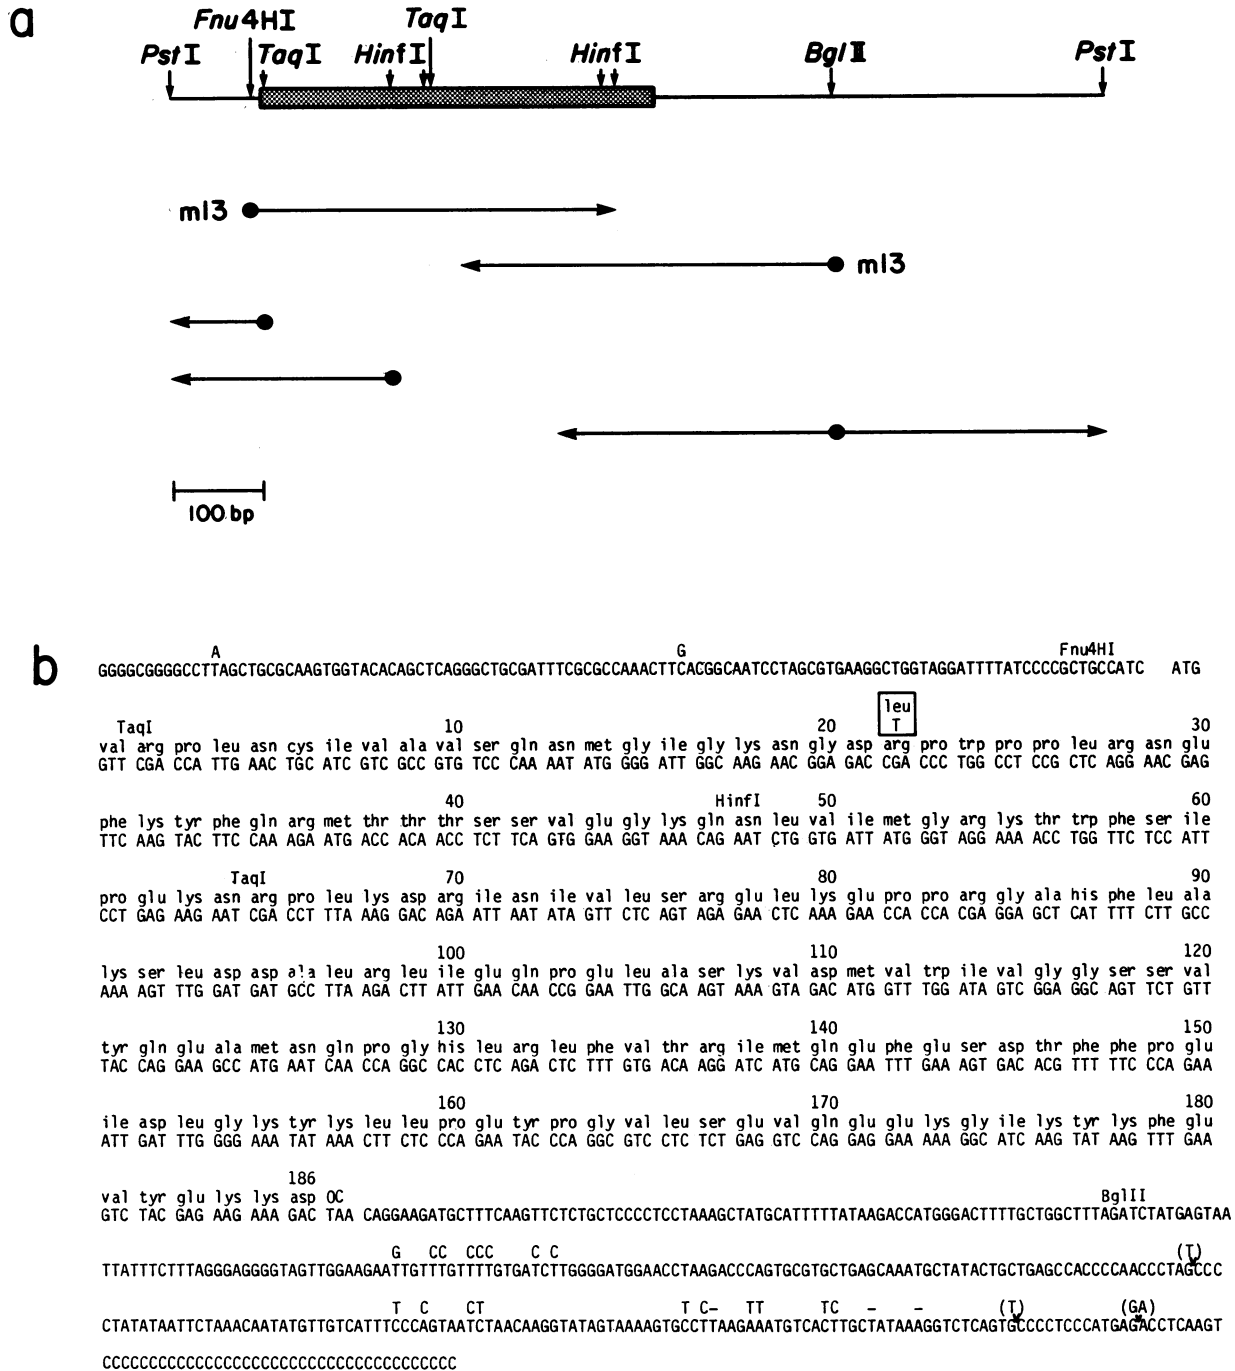 a
Fnu4HI TaqI
PstI TaqI HinfI HinfI BglII PstI
m13
m13
100 bp
b
A G Fnu4HI
GGGGCGGGGCCTTAGCTGCGCAAGTGGTACACAGCTCAGGGCTGCGATTTCGCGCCAAACTTCACGGCAATCCTAGCGTGAAGGCTGGTAGGATTTTATCCCCGCTGCCATC ATG
leu
TaqI 10 20 T 30
val arg pro leu asn cys ile val ala val ser gln asn met gly ile gly lys asn gly asp arg pro trp pro pro leu arg asn glu
GTT CGA CCA TTG AAC TGC ATC GTC GCC GTG TCC CAA AAT ATG GGG ATT GGC AAG AAC GGA GAC CGA CCC TGG CCT CCG CTC AGG AAC GAG
40 HinfI 50 60
phe lys tyr phe gln arg met thr thr thr ser ser val glu gly lys gln asn leu val ile met gly arg lys thr trp phe ser ile
TTC AAG TAC TTC CAA AGA ATG ACC ACA ACC TCT TCA GTG GAA GGT AAA CAG AAT CTG GTG ATT ATG GGT AGG AAA ACC TGG TTC TCC ATT
TaqI 70 80 90
pro glu lys asn arg pro leu lys asp arg ile asn ile val leu ser arg glu leu lys glu pro pro arg gly ala his phe leu ala
CCT GAG AAG AAT CGA CCT TTA AAG GAC AGA ATT AAT ATA GTT CTC AGT AGA GAA CTC AAA GAA CCA CCA CGA GGA GCT CAT TTT CTT GCC
100 110 120
lys ser leu asp asp ala leu arg leu ile glu gln pro glu leu ala ser lys val asp met val trp ile val gly gly ser ser val
AAA AGT TTG GAT GAT GCC TTA AGA CTT ATT GAA CAA CCG GAA TTG GCA AGT AAA GTA GAC ATG GTT TGG ATA GTC GGA GGC AGT TCT GTT
130 140 150
tyr gln glu ala met asn gln pro gly his leu arg leu phe val thr arg ile met gln glu phe glu ser asp thr phe phe pro glu
TAC CAG GAA GCC ATG AAT CAA CCA GGC CAC CTC AGA CTC TTT GTG ACA AGG ATC ATG CAG GAA TTT GAA AGT GAC ACG TTT TTC CCA GAA
160 170 180
ile asp leu gly lys tyr lys leu leu pro glu tyr pro gly val leu ser glu val gln glu glu lys gly ile lys tyr lys phe glu
ATT GAT TTG GGG AAA TAT AAA CTT CTC CCA GAA TAC CCA GGC GTC CTC TCT GAG GTC CAG GAG GAA AAA GGC ATC AAG TAT AAG TTT GAA
186
val tyr glu lys lys asp OC BglII
GTC TAC GAG AAG AAA GAC TAA CAGGAAGATGCTTTCAAGTTCTCTGCTCCCCTCCTAAAGCTATGCATTTTTATAAGACCATGGGACTTTTGCTGGCTTTAGATCTATGAGTAA
G CC CCC C C (T)
TTATTTCTTTAGGGAGGGGTAGTTGGAAGAATTGTTTGTTTTGTGATCTTGGGGATGGAACCTAAGACCCAGTGCGTGCTGAGCAAATGCTATACTGCTGAGCCACCCCAACCCTAGCCC
T C CT T C– TT TC – – (T) (GA)
CTATATAATTCTAAACAATATGTTGTCATTTCCCAGTAATCTAACAAGGTATAGTAAAAGTGCCTTAAGAAATGTCACTTGCTATAAAGGTCTCAGTGCCCCTCCCATGAGACCTCAAGT
CCCCCCCCCCCCCCCCCCCCCCCCCCCCCCCCCCCCCC